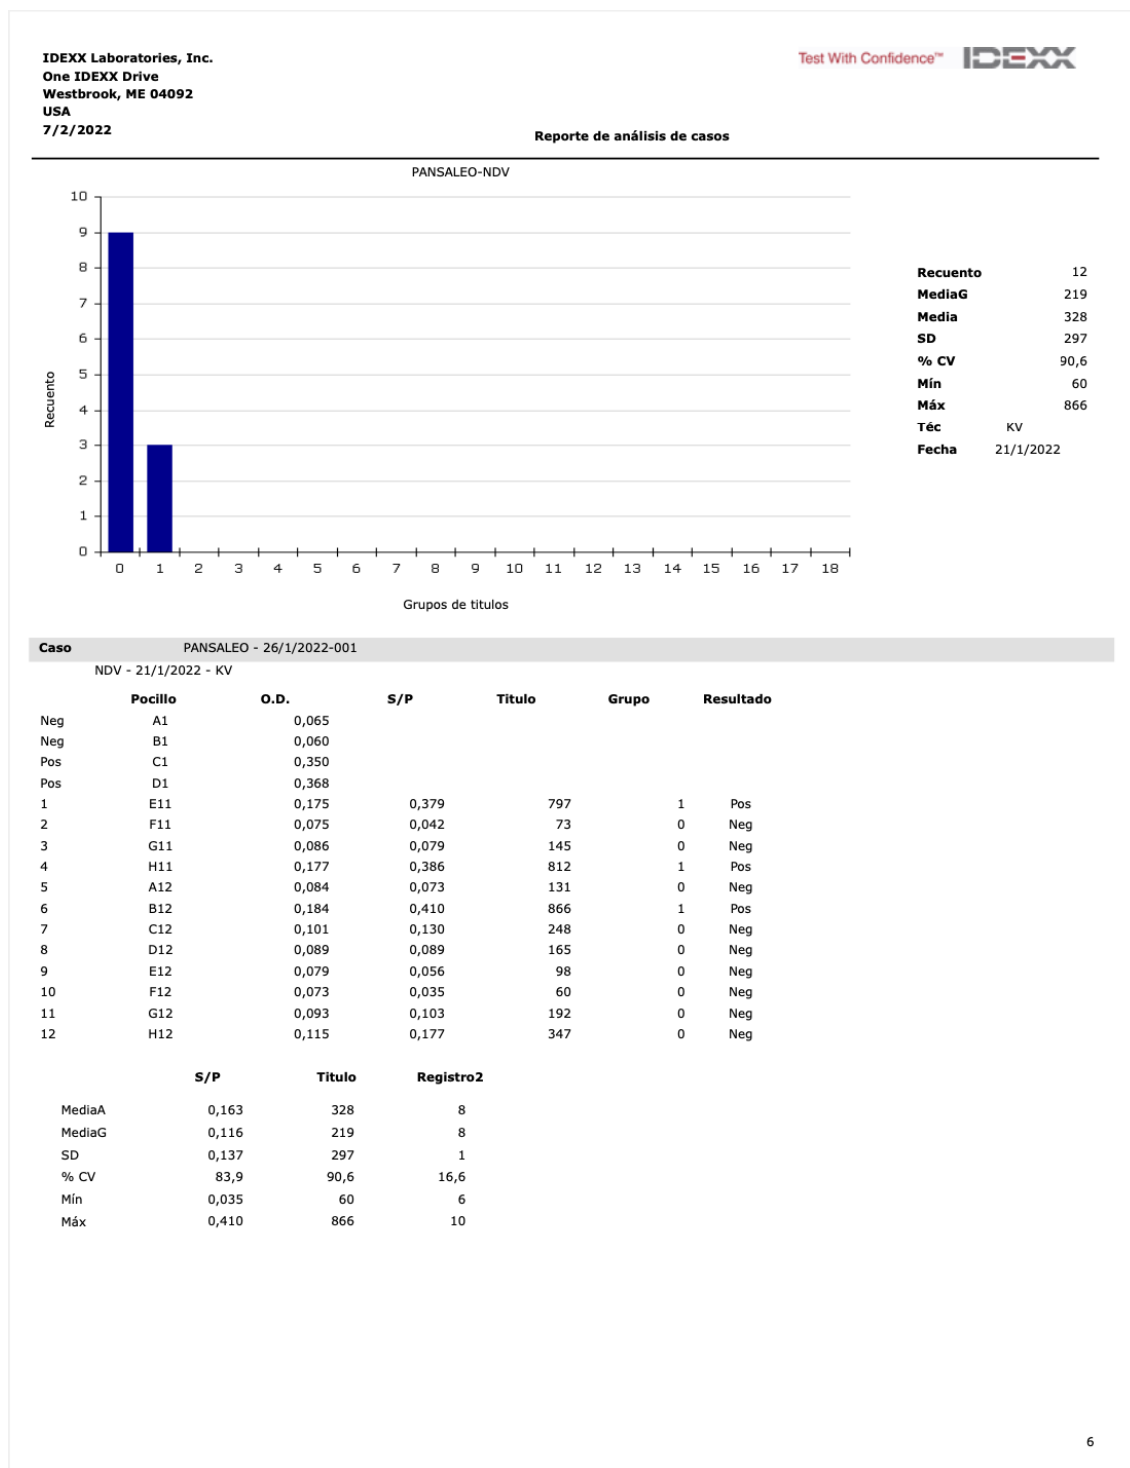 IDEXX Laboratories, Inc.
One IDEXX Drive
Westbrook, ME 04092
USA
7/2/2022
Test With Confidence™ IDEXX
Reporte de análisis de casos
PANSALEO-NDV
10
9
8
7
6
5
4
3
2
1
0
Recuento
0 1 2 3 4 5 6 7 8 9 10 11 12 13 14 15 16 17 18
Grupos de titulos
Recuento 12
MediaG 219
Media 328
SD 297
% CV 90,6
Mín 60
Máx 866
Téc KV
Fecha 21/1/2022
Caso PANSALEO - 26/1/2022-001
NDV - 21/1/2022 - KV
Pocillo O.D. S/P Titulo Grupo Resultado
Neg A1 0,065
Neg B1 0,060
Pos C1 0,350
Pos D1 0,368
1 E11 0,175 0,379 797 1 Pos
2 F11 0,075 0,042 73 0 Neg
3 G11 0,086 0,079 145 0 Neg
4 H11 0,177 0,386 812 1 Pos
5 A12 0,084 0,073 131 0 Neg
6 B12 0,184 0,410 866 1 Pos
7 C12 0,101 0,130 248 0 Neg
8 D12 0,089 0,089 165 0 Neg
9 E12 0,079 0,056 98 0 Neg
10 F12 0,073 0,035 60 0 Neg
11 G12 0,093 0,103 192 0 Neg
12 H12 0,115 0,177 347 0 Neg
S/P Titulo Registro2
MediaA 0,163 328 8
MediaG 0,116 219 8
SD 0,137 297 1
% CV 83,9 90,6 16,6
Mín 0,035 60 6
Máx 0,410 866 10
6